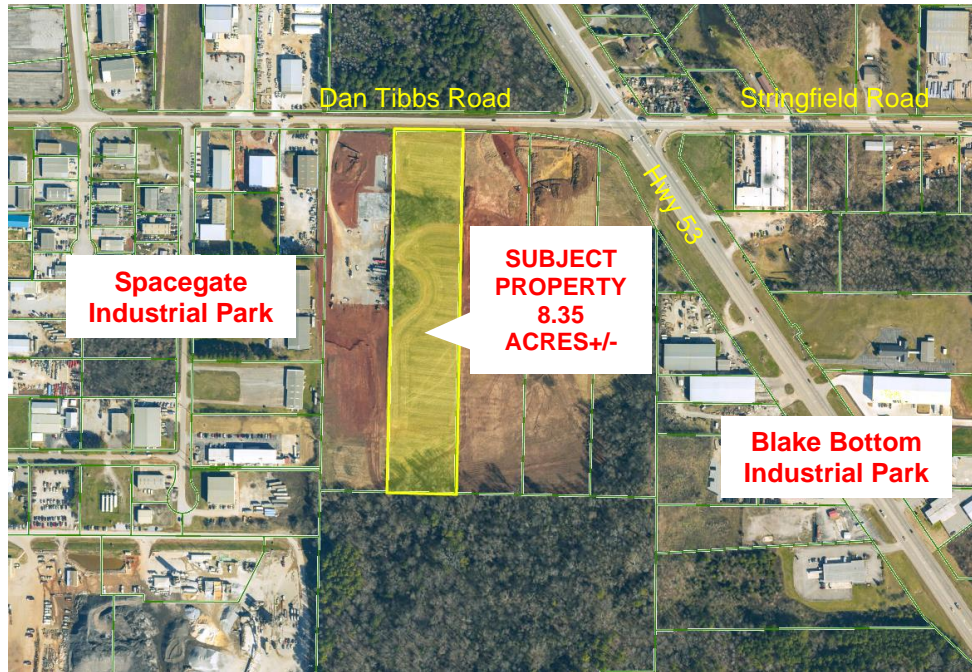 Dan Tibbs Road
Stringfield Road
Hwy 53
SUBJECT
PROPERTY
8.35
ACRES+/-
Spacegate
Industrial Park
Blake Bottom
Industrial Park